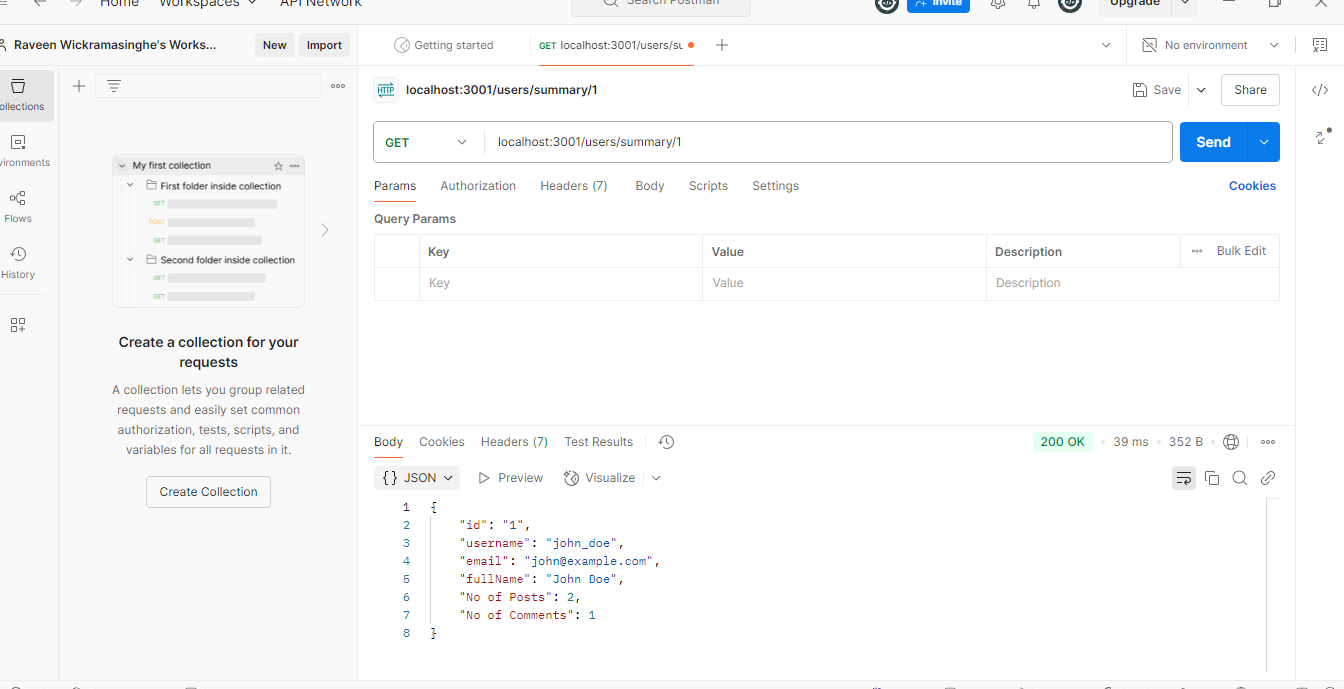 Home Workspaces API Network Search Postman Invite Upgrade
Raveen Wickramasinghe's Works... New Import
Getting started GET localhost:3001/users/su No environment
HTTP localhost:3001/users/summary/1 Save Share
ollections
vironments
Flows
History
My first collection
First folder inside collection
GET
POST
GET
Second folder inside collection
GET
GET
Create a collection for your
requests
A collection lets you group related
requests and easily set common
authorization, tests, scripts, and
variables for all requests in it.
Create Collection
GET localhost:3001/users/summary/1 Send
Params Authorization Headers (7) Body Scripts Settings Cookies
Query Params
Key Value Description Bulk Edit
Key Value Description
Body Cookies Headers (7) Test Results 200 OK 39 ms 352 B
{} JSON Preview Visualize
1 {
2 "id": "1",
3 "username": "john_doe",
4 "email": "john@example.com",
5 "fullName": "John Doe",
6 "No of Posts": 2,
7 "No of Comments": 1
8 }